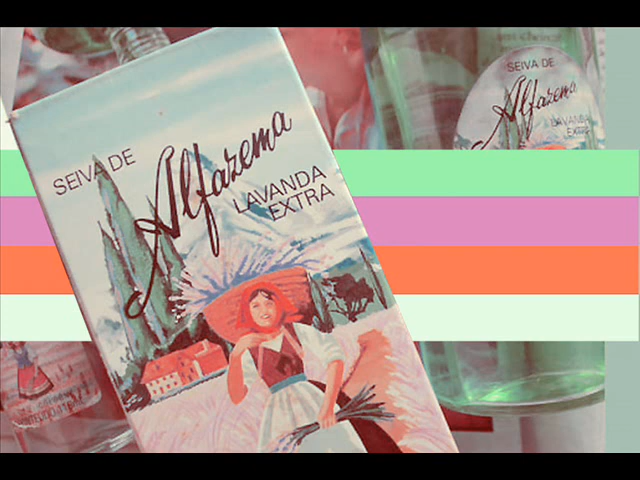 SEIVA DE
Alfazema
LAVANDA
EXTRA
SEIVA DE
Alfazema
LAVANDA
EXTRA